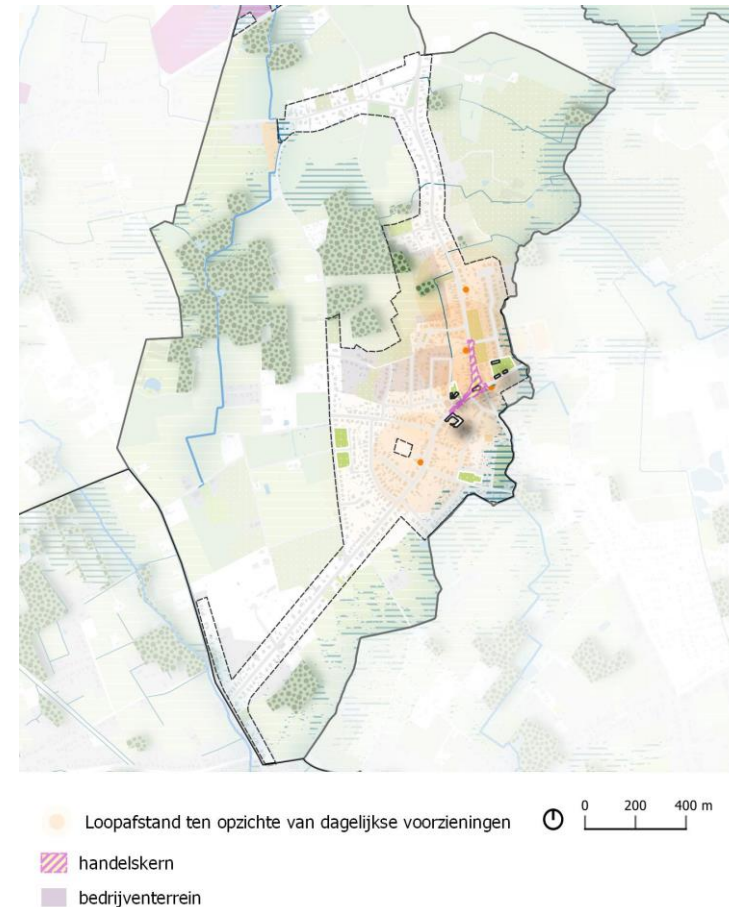 Loopafstand ten opzichte van dagelijkse voorzieningen
0 200 400 m
handelskern
bedrijventerrein